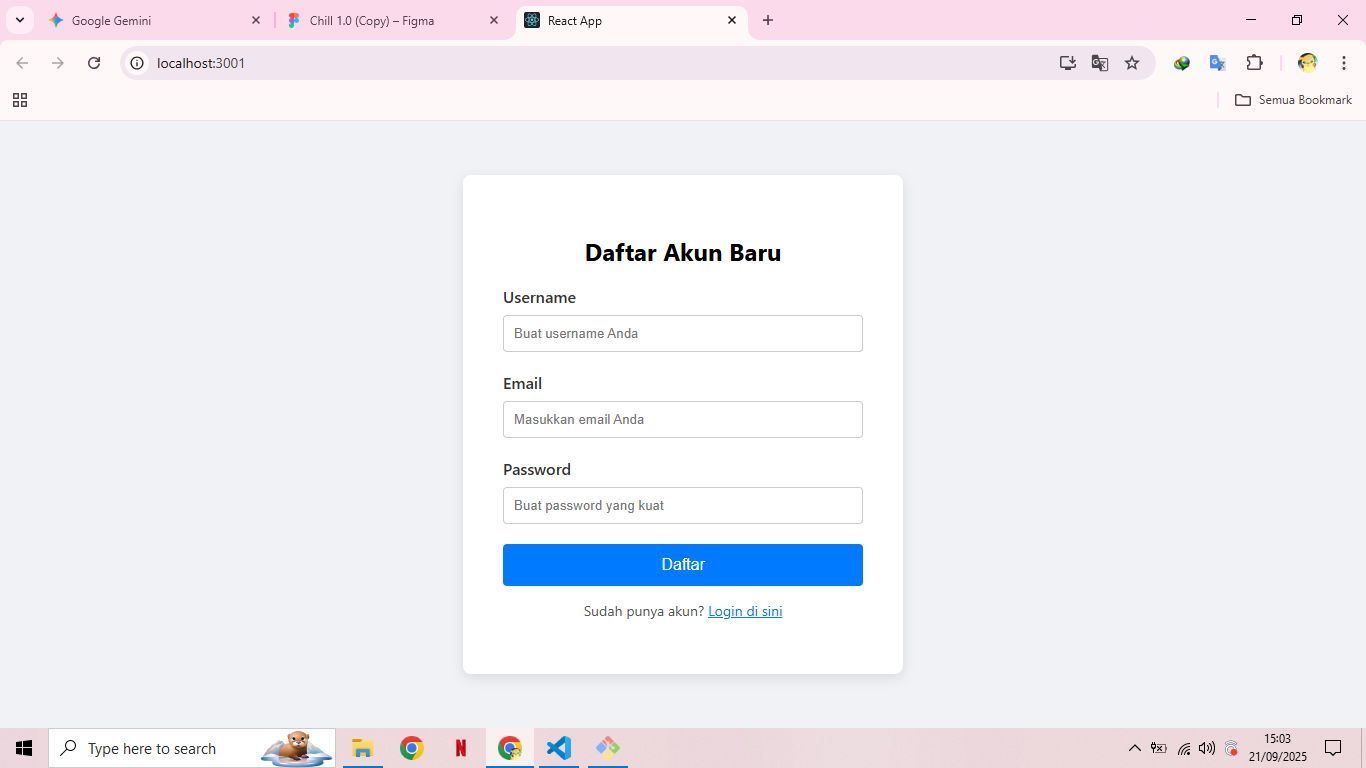 Google Gemini
Chill 1.0 (Copy) – Figma
React App
localhost:3001
Semua Bookmark
Daftar Akun Baru
Username
Buat username Anda
Email
Masukkan email Anda
Password
Buat password yang kuat
Daftar
Sudah punya akun? Login di sini
Type here to search
15:03
21/09/2025